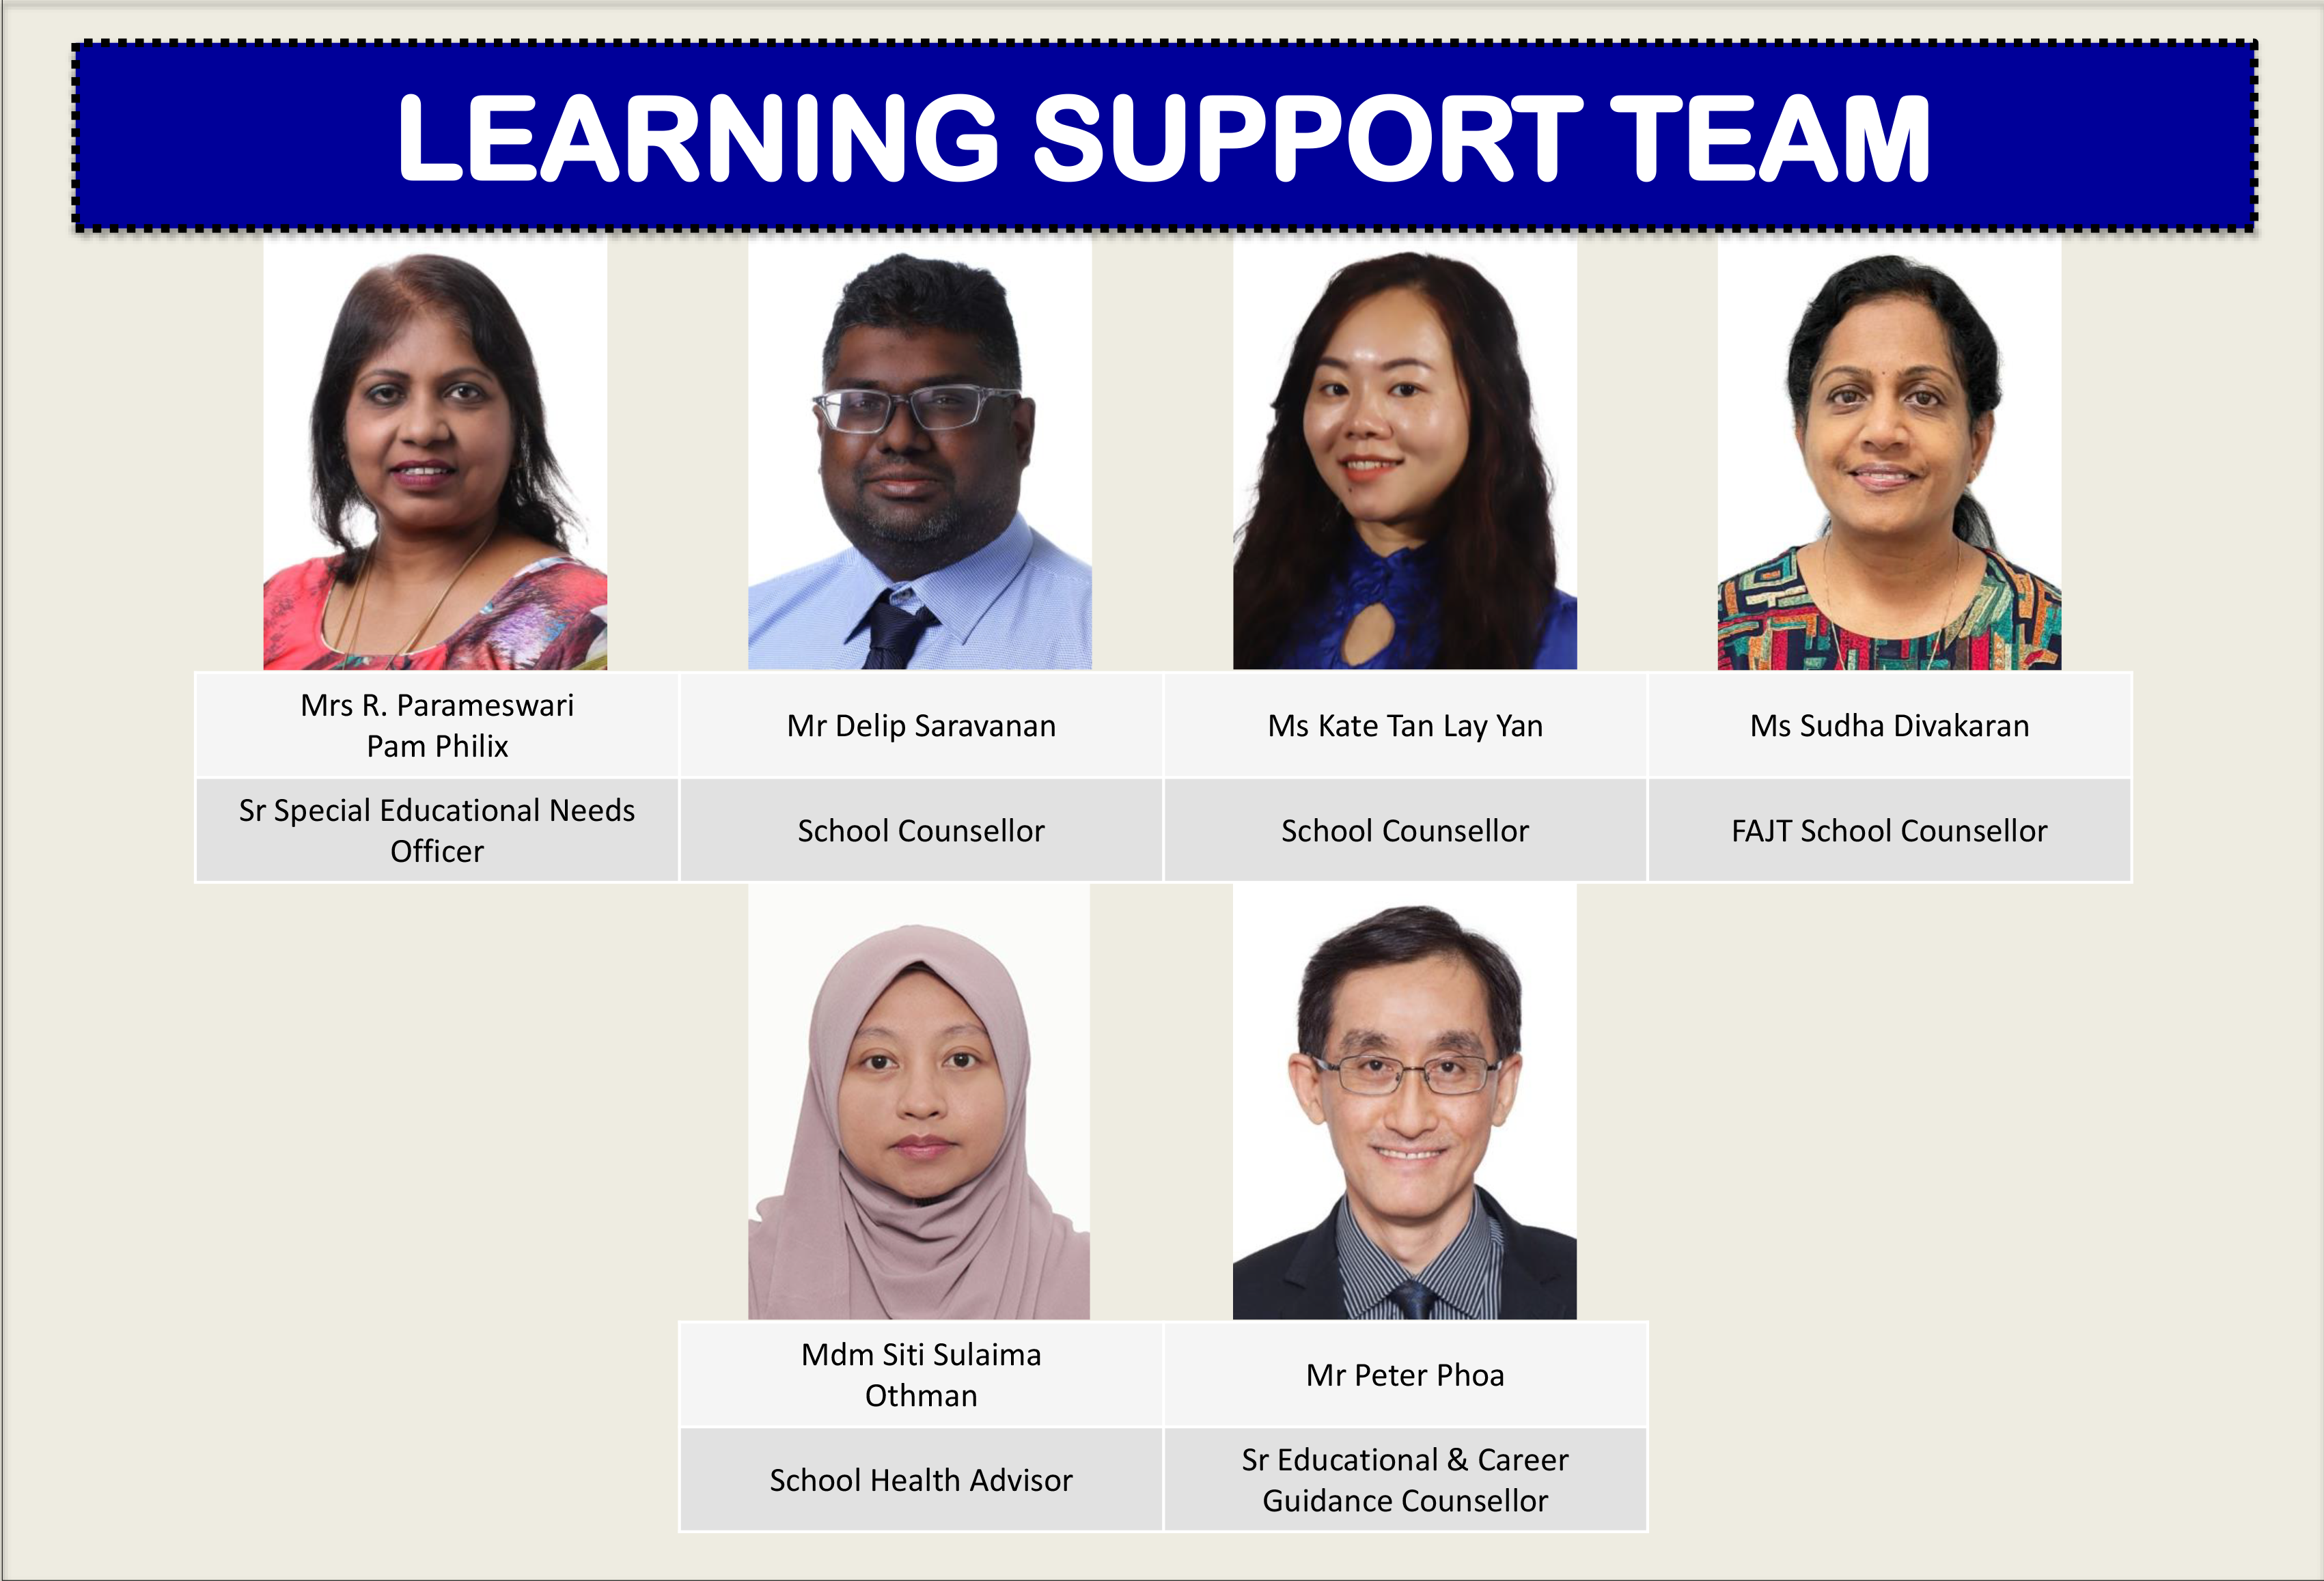 LEARNING SUPPORT TEAM
Mrs R. Parameswari
Pam Philix
Mr Delip Saravanan
Ms Kate Tan Lay Yan
Ms Sudha Divakaran
Sr Special Educational Needs
Officer
School Counsellor
School Counsellor
FAJT School Counsellor
Mdm Siti Sulaima
Othman
Mr Peter Phoa
School Health Advisor
Sr Educational & Career
Guidance Counsellor